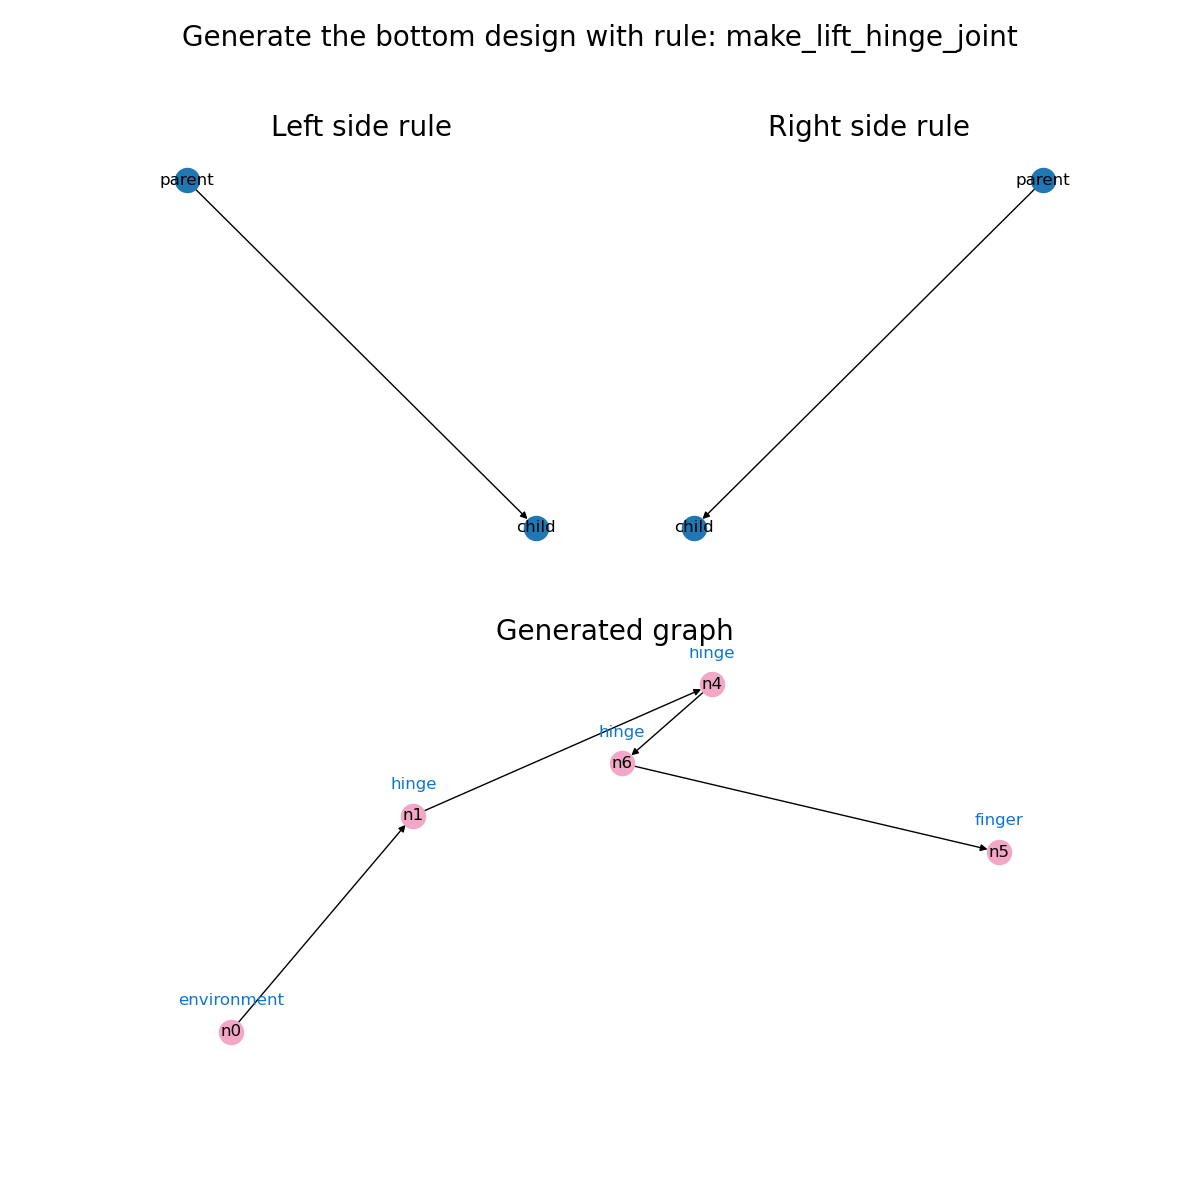 Generate the bottom design with rule: make_lift_hinge_joint
Left side rule
Right side rule
parent
parent
child
child
Generated graph
hinge
n4
hinge
n6
hinge
n1
finger
n5
environment
n0